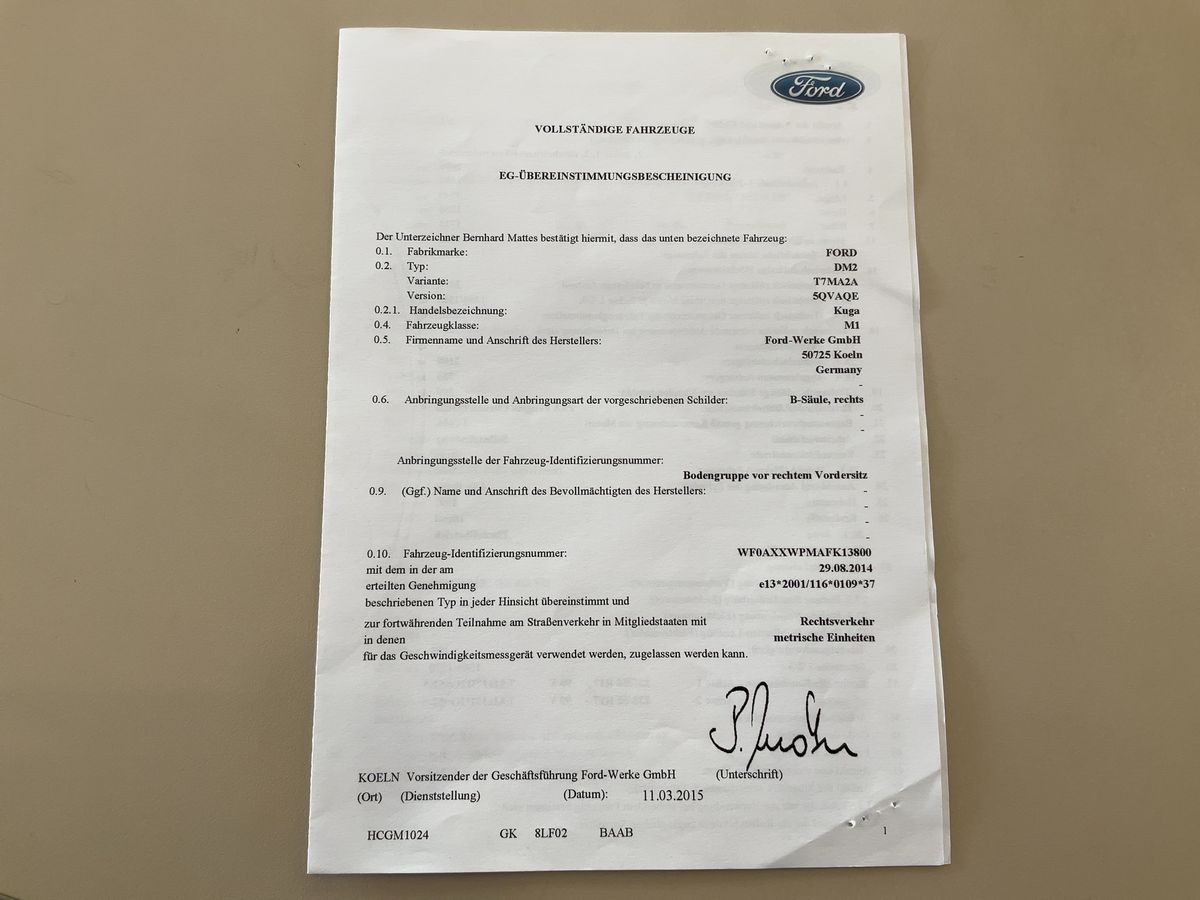 Ford
VOLLSTÄNDIGE FAHRZEUGE
EG-ÜBEREINSTIMMUNGSBESCHEINIGUNG
Der Unterzeichner Bernhard Mattes bestätigt hiermit, dass das unten bezeichnete Fahrzeug:
0.1. Fabrikmarke: FORD
0.2. Typ: DM2
Variante: T7MA2A
Version: 5QVAQE
0.2.1. Handelsbezeichnung: Kuga
0.4. Fahrzeugklasse: M1
0.5. Firmenname und Anschrift des Herstellers: Ford-Werke GmbH
50725 Koeln
Germany
-
0.6. Anbringungsstelle und Anbringungsart der vorgeschriebenen Schilder: B-Säule, rechts
-
-
Anbringungsstelle der Fahrzeug-Identifizierungsnummer:
Bodengruppe vor rechtem Vordersitz
0.9. (Ggf.) Name und Anschrift des Bevollmächtigten des Herstellers: -
-
-
-
0.10. Fahrzeug-Identifizierungsnummer: WF0AXXWPMAFK13800
mit dem in der am 29.08.2014
erteilten Genehmigung e13*2001/116*0109*37
beschriebenen Typ in jeder Hinsicht übereinstimmt und
zur fortwährenden Teilnahme am Straßenverkehr in Mitgliedstaaten mit Rechtsverkehr
in denen metrische Einheiten
für das Geschwindigkeitsmessgerät verwendet werden, zugelassen werden kann.
KOELN Vorsitzender der Geschäftsführung Ford-Werke GmbH (Unterschrift)
(Ort) (Dienststellung) (Datum): 11.03.2015
HCGM1024 GK 8LF02 BAAB 1